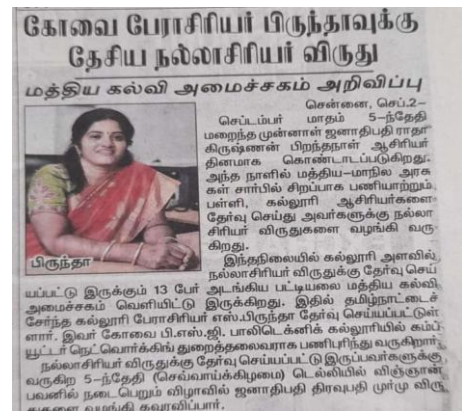 கோவை பேராசிரியர் பிருந்தாவுக்கு
தேசிய நல்லாசிரியர் விருது
மத்திய கல்வி அமைச்சகம் அறிவிப்பு
சென்னை, செப்.2–
செப்டம்பர் மாதம் 5–ந்தேதி
மறைந்த முன்னாள் ஜனாதிபதி ராதா
கிருஷ்ணன் பிறந்தநாள் ஆசிரியர்
தினமாக கொண்டாடப்படுகிறது.
அந்த நாளில் மத்திய–மாநில அரசு
கள் சார்பில் சிறப்பாக பணியாற்றும்
பள்ளி, கல்லூரி ஆசிரியர்களை
தேர்வு செய்து அவர்களுக்கு நல்லா
சிரியர் விருதுகளை வழங்கி வரு
கிறது.
பிருந்தா
இந்தநிலையில் கல்லூரி அளவில்
நல்லாசிரியர் விருதுக்கு தேர்வு செய்
யப்பட்டு இருக்கும் 13 பேர் அடங்கிய பட்டியலை மத்திய கல்வி
அமைச்சகம் வெளியிட்டு இருக்கிறது. இதில் தமிழ்நாட்டைச்
சேர்ந்த கல்லூரி பேராசிரியர் எஸ்.பிருந்தா தேர்வு செய்யப்பட்டுள்
ளார். இவர் கோவை பி.எஸ்.ஜி. பாலிடெக்னிக் கல்லூரியில் கம்ப்
யூட்டர் நெட்வொர்க்கிங் துறைத்தலைவராக பணிபுரிந்து வருகிறார்.
நல்லாசிரியர் விருதுக்கு தேர்வு செய்யப்பட்டு இருப்பவர்களுக்கு
வருகிற 5–ந்தேதி (செவ்வாய்க்கிழமை) டெல்லியில் விஞ்ஞான்
பவனில் நடைபெறும் விழாவில் ஜனாதிபதி திரவுபதி முர்மு விரு
துகளை வழங்கி கவுரவிப்பார்.